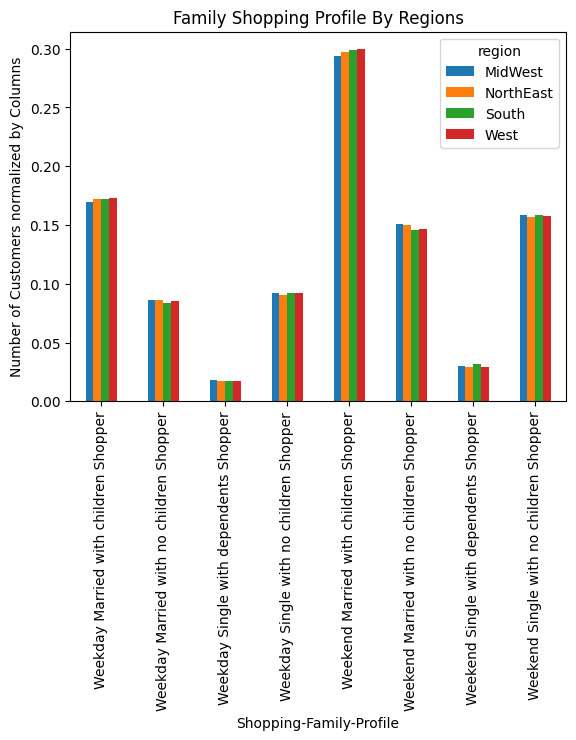 Family Shopping Profile By Regions
Number of Customers normalized by Columns
0.30
0.25
0.20
0.15
0.10
0.05
0.00
region
MidWest
NorthEast
South
West
Weekday Married with children Shopper
Weekday Married with no children Shopper
Weekday Single with dependents Shopper
Weekday Single with no children Shopper
Weekend Married with children Shopper
Weekend Married with no children Shopper
Weekend Single with dependents Shopper
Weekend Single with no children Shopper
Shopping-Family-Profile